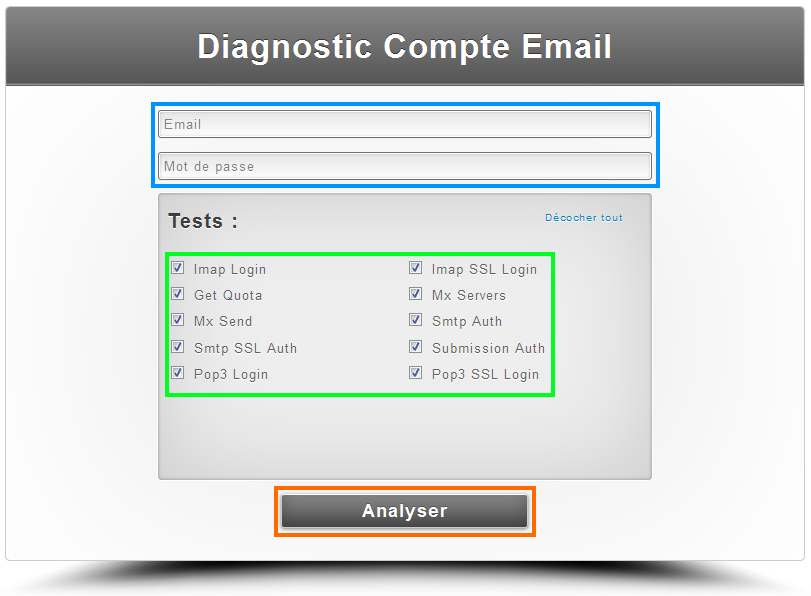 Diagnostic Compte Email
Email
Mot de passe
Tests :
Décocher tout
Imap Login
Imap SSL Login
Get Quota
Mx Servers
Mx Send
Smtp Auth
Smtp SSL Auth
Submission Auth
Pop3 Login
Pop3 SSL Login
Analyser